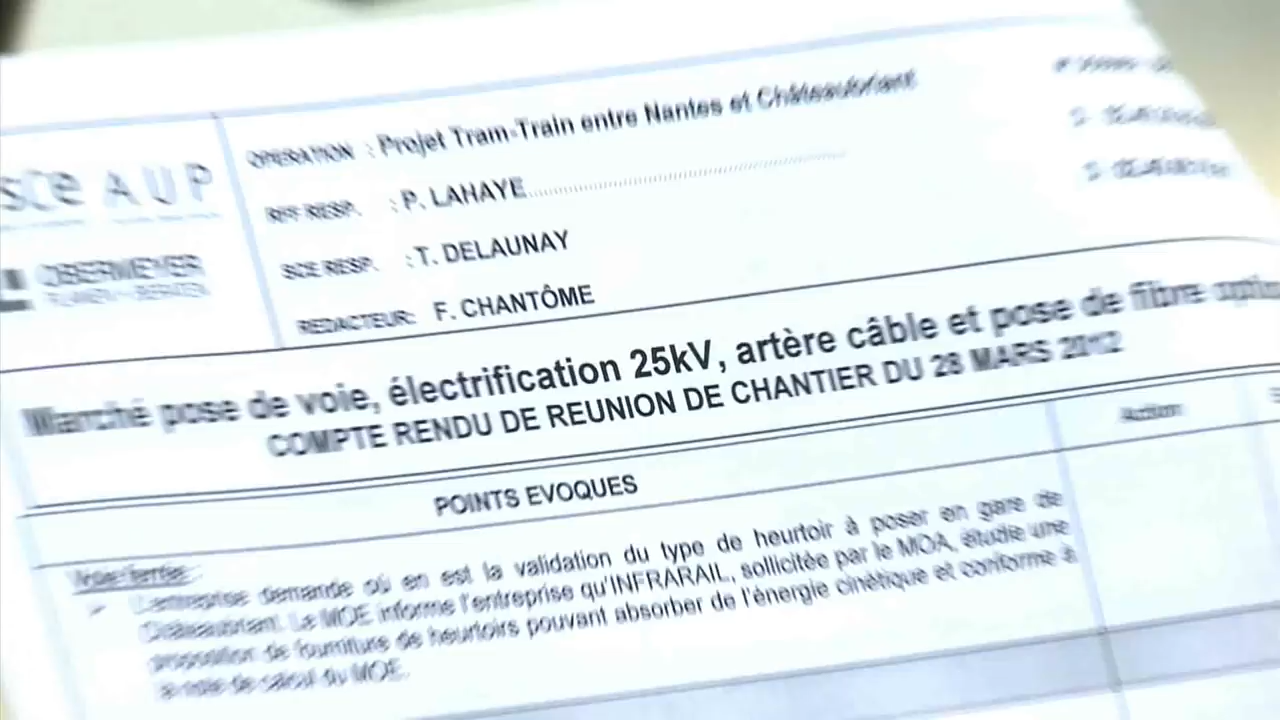 sce AUP
OBERMEYER
PLANEN + BERATEN
OPERATION : Projet Tram-Train entre Nantes et Châteaubriant
RFF RESP. : P. LAHAYE
SCE RESP. : T. DELAUNAY
REDACTEUR: F. CHANTÔME
Marché pose de voie, électrification 25kV, artère câble et pose de fibre
COMPTE RENDU DE REUNION DE CHANTIER DU 28 MARS 2012
POINTS EVOQUES
Action
Voie ferrée :
L'entreprise demande où en est la validation du type de heurtoir à poser en gare de
Châteaubriant. Le MOE informe l'entreprise qu'INFRARAIL, sollicitée par le MOA, étudie une
proposition de fourniture de heurtoirs pouvant absorber de l'énergie cinétique et conforme à
la note de calcul du MOE.